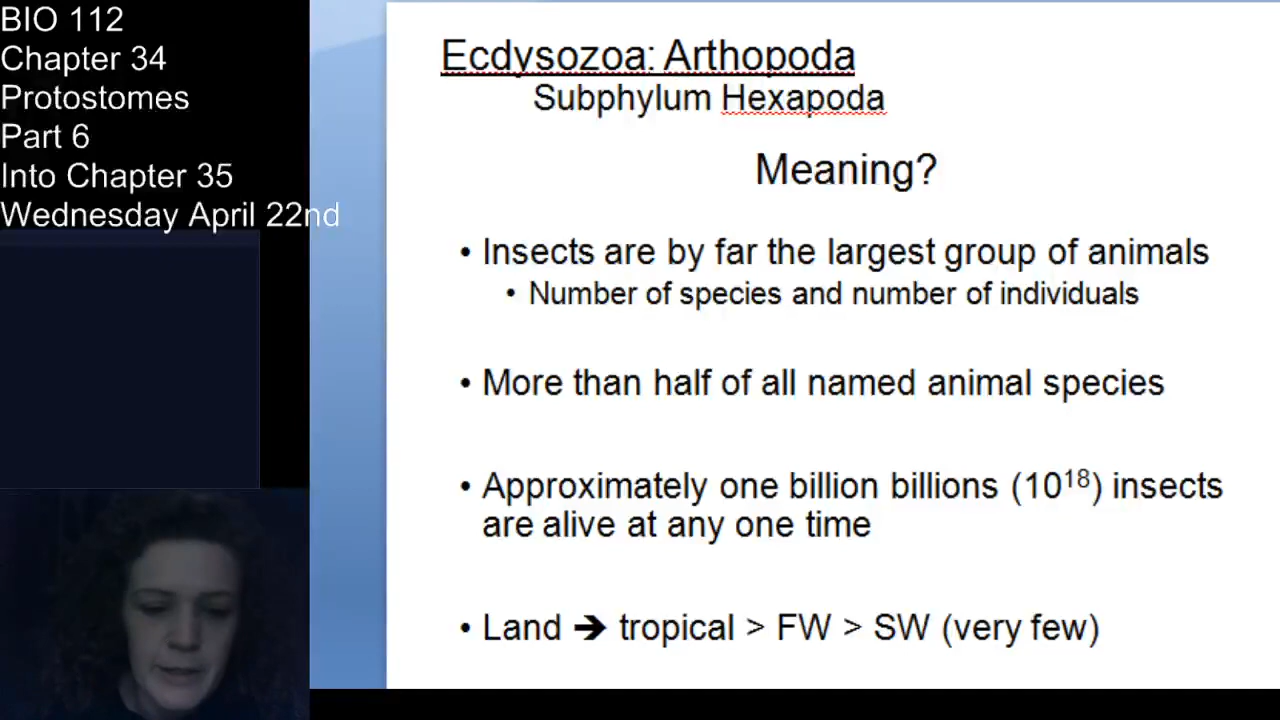 BIO 112
Chapter 34
Protostomes
Part 6
Into Chapter 35
Wednesday April 22nd
Ecdysozoa: Arthopoda
Subphylum Hexapoda
Meaning?
• Insects are by far the largest group of animals
• Number of species and number of individuals
• More than half of all named animal species
• Approximately one billion billions (10¹⁸) insects
are alive at any one time
• Land ➔ tropical > FW > SW (very few)